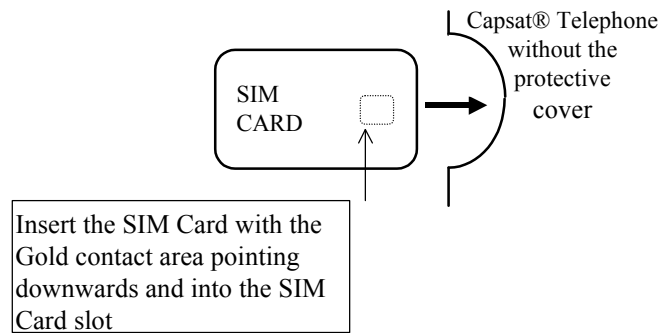 Capsat® Telephone
without the
protective
cover
SIM
CARD
Insert the SIM Card with the
Gold contact area pointing
downwards and into the SIM
Card slot